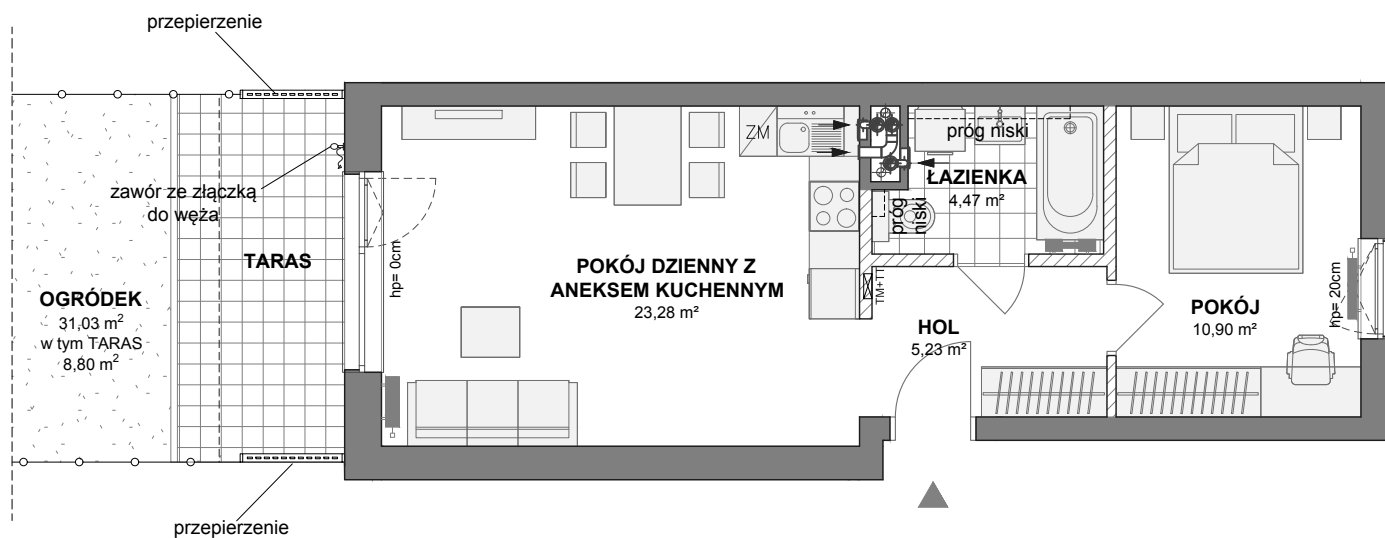 przepierzenie
zawór ze złączką
do węża
TARAS
OGRÓDEK
31,03 m²
w tym TARAS
8,80 m²
hp= 0cm
POKÓJ DZIENNY Z
ANEKSEM KUCHENNYM
23,28 m²
ZM
próg niski
ŁAZIENKA
4,47 m²
próg
niski
TM+TT
HOL
5,23 m²
POKÓJ
10,90 m²
hp= 20cm
przepierzenie